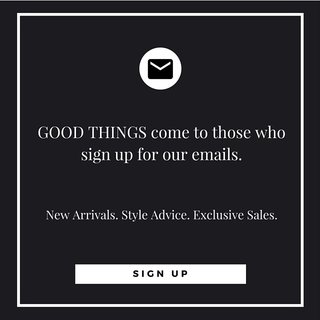 GOOD THINGS come to those who
sign up for our emails.
New Arrivals. Style Advice. Exclusive Sales.
SIGN UP